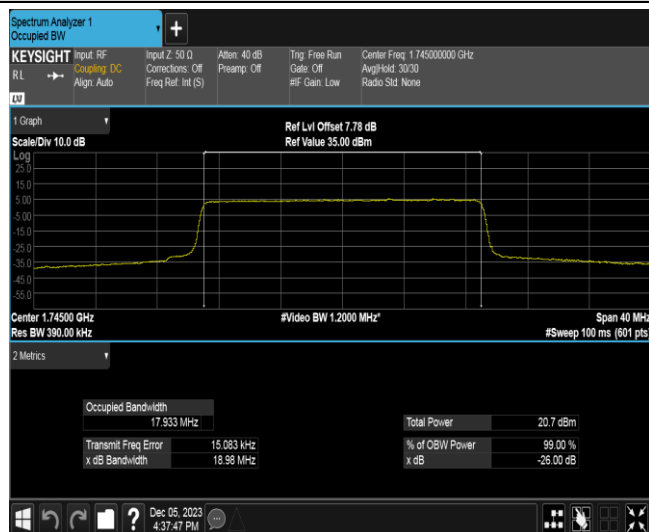 Spectrum Analyzer 1
Occupied BW
+
KEYSIGHT
RL
Input: RF
Coupling: DC
Align: Auto
Input Z: 50 Ω
Corrections: Off
Freq Ref: Int (S)
Atten: 40 dB
Preamp: Off
Trig: Free Run
Gate: Off
#IF Gain: Low
Center Freq: 1.745000000 GHz
Avg|Hold: 30/30
Radio Std: None
LXI
1 Graph
Scale/Div 10.0 dB
Ref Lvl Offset 7.78 dB
Ref Value 35.00 dBm
Log
25.0
15.0
5.00
-5.00
-15.0
-25.0
-35.0
-45.0
-55.0
Center 1.74500 GHz
#Video BW 1.2000 MHz*
Span 40 MHz
Res BW 390.00 kHz
#Sweep 100 ms (601 pts)
2 Metrics
Occupied Bandwidth
17.933 MHz
Total Power 20.7 dBm
Transmit Freq Error 15.083 kHz
% of OBW Power 99.00 %
x dB Bandwidth 18.98 MHz
x dB -26.00 dB
?
Dec 05, 2023
4:37:47 PM